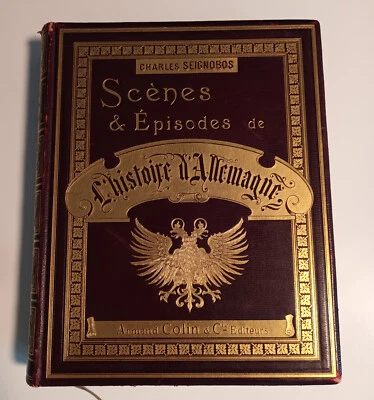 CHARLES SEIGNOBOS
Scènes
& Épisodes de
L'histoire d'Allemagne
Armand Colin & Cie Editeurs